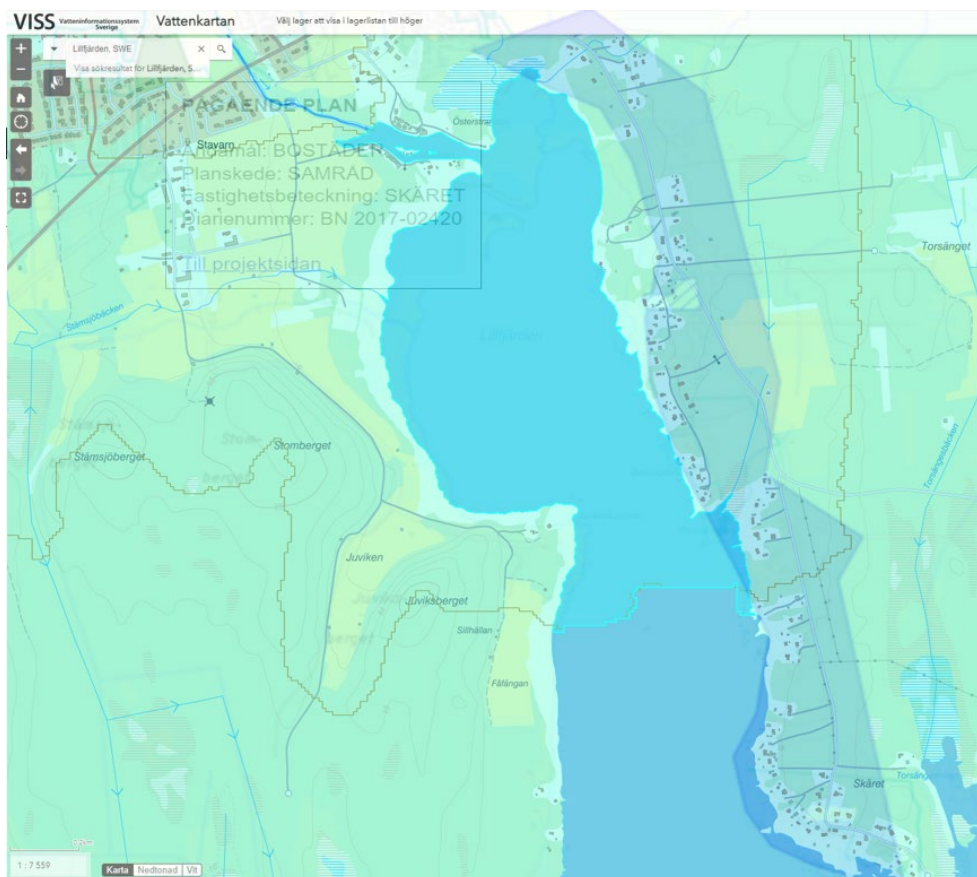 VISS Vatteninformationssystem Sverige Vattenkartan Välj lager att visa i lagerlistan till höger
Lillfjärden, SWE
Visa sökresultat för Lillfjärden, S...
PÅGÅENDE PLAN
Ändamål: BOSTÄDER
Planskede: SAMRÅD
Fastighetsbeteckning: SKÄRET
Dianenummer: BN 2017-02420
Till projektsidan
Stavarn
Torsänget
Stämsjöbäcken
Lillfjärden
Stomberget
Stämsjöberget
Torsängsbäcken
Juviken
Juviksberget
Sillhällan
Fåfängan
Skäret
1 : 7 559
Karta Nedtonad Vit